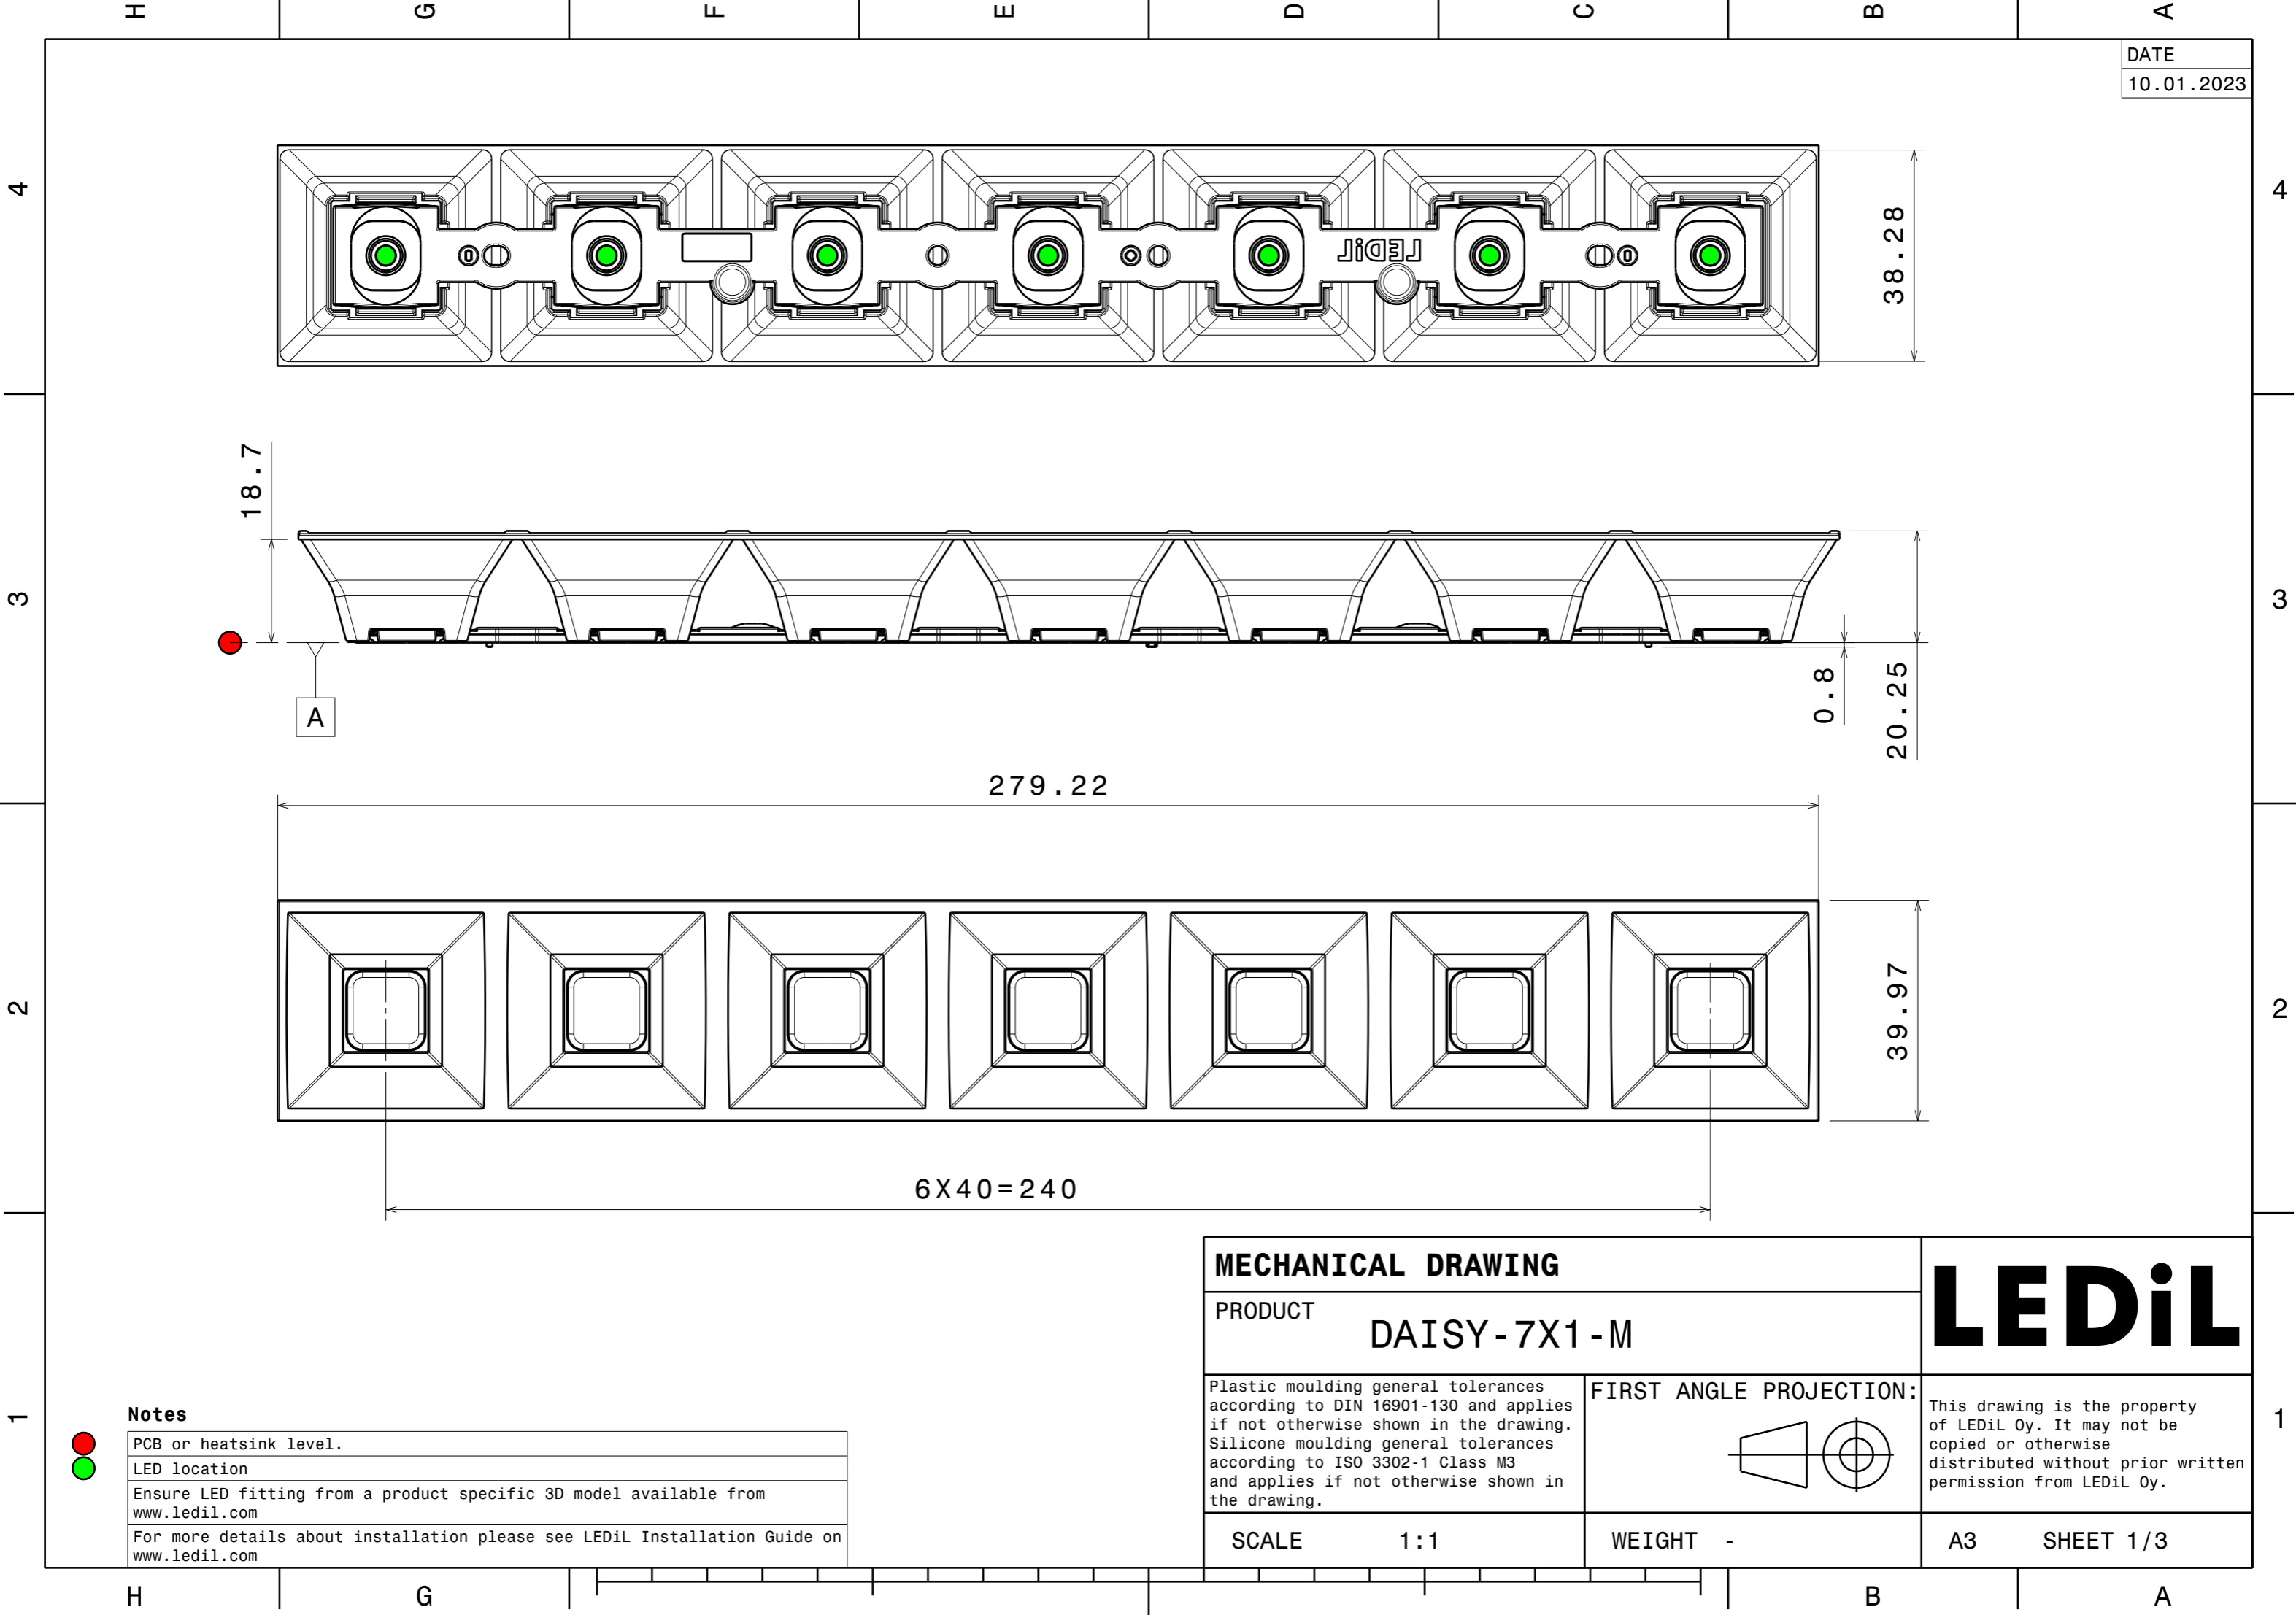 H G F E D C B A
DATE
10.01.2023
4
4
38.28
LEDiL
18.7
3
3
A
0.8
20.25
279.22
2
2
39.97
6X40=240
MECHANICAL DRAWING
PRODUCT
DAISY-7X1-M
LEDiL
Plastic moulding general tolerances
according to DIN 16901-130 and applies
if not otherwise shown in the drawing.
Silicone moulding general tolerances
according to ISO 3302-1 Class M3
and applies if not otherwise shown in
the drawing.
FIRST ANGLE PROJECTION:
This drawing is the property
of LEDiL Oy. It may not be
copied or otherwise
distributed without prior written
permission from LEDiL Oy.
1
1
Notes
PCB or heatsink level.
LED location
Ensure LED fitting from a product specific 3D model available from
www.ledil.com
For more details about installation please see LEDiL Installation Guide on
www.ledil.com
SCALE 1:1
WEIGHT -
A3 SHEET 1/3
H G B A